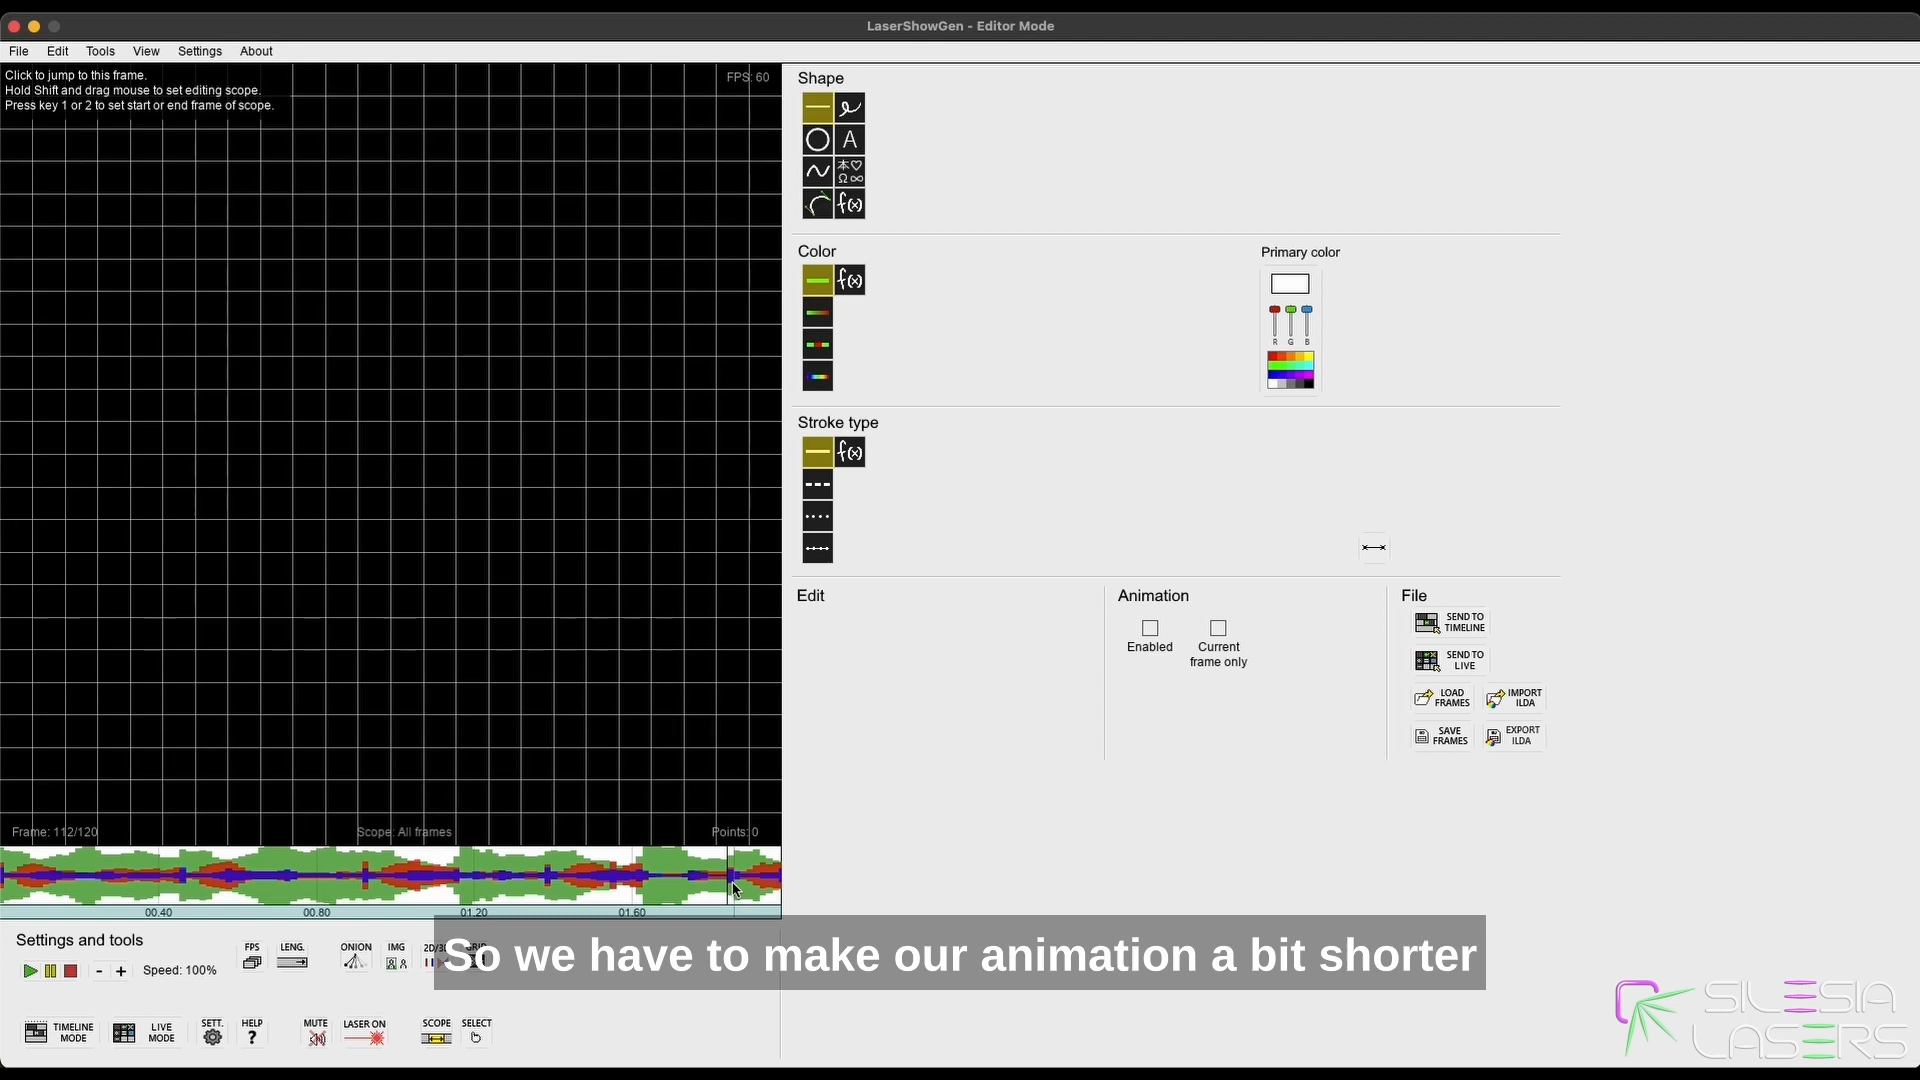 LaserShowGen - Editor Mode
File Edit Tools View Settings About
Click to jump to this frame.
Hold Shift and drag mouse to set editing scope.
Press key 1 or 2 to set start or end frame of scope.
FPS: 60
Shape
A
本♡
Ω∞
f(x)
Color
f(x)
Primary color
R G B
Stroke type
f(x)
Edit
Animation
Enabled
Current
frame only
File
SEND TO
TIMELINE
SEND TO
LIVE
LOAD
FRAMES
IMPORT
ILDA
SAVE
FRAMES
EXPORT
ILDA
Frame: 112/120
Scope: All frames
Points: 0
00.40 00.80 01.20 01.60
Settings and tools
- + Speed: 100%
FPS
LENG.
ONION
IMG
So we have to make our animation a bit shorter
TIMELINE
MODE
LIVE
MODE
SETT.
HELP
?
MUTE
LASER ON
SCOPE
SELECT
SILESIA
LASERS